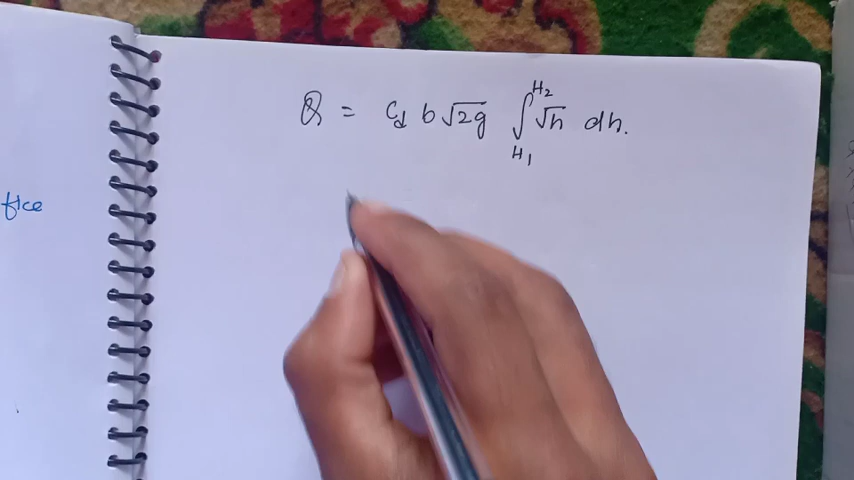 fice
Q = Cd b √2g ∫H1^H2 √h dh.